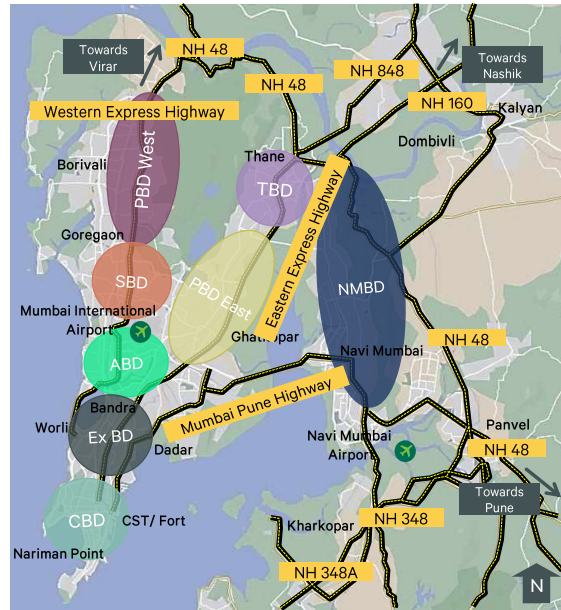 Towards
Virar
NH 48
NH 848
Towards
Nashik
NH 48
NH 160
Western Express Highway
Kalyan
Dombivli
Borivali
PBD West
Thane
TBD
Eastern Express Highway
Goregaon
SBD
PBD East
NMBD
Mumbai International
Airport
Ghatkopar
NH 48
ABD
Navi Mumbai
Mumbai Pune Highway
Bandra
Worli
Ex BD
Dadar
Navi Mumbai
Airport
Panvel
NH 48
Towards
Pune
CBD
CST/ Fort
Kharkopar
NH 348
Nariman Point
NH 348A
N